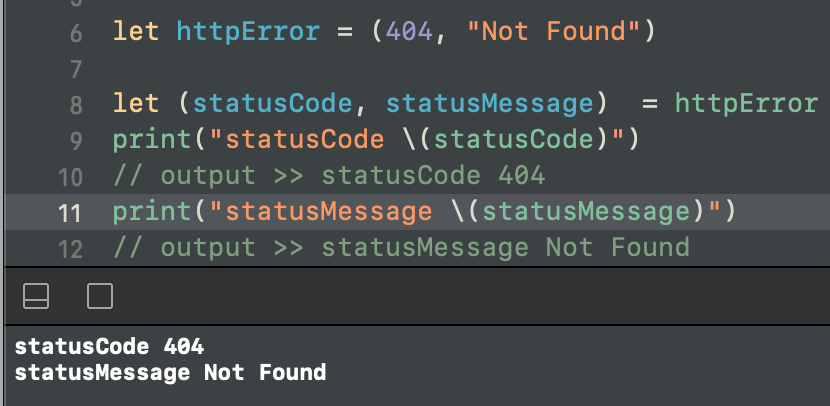 6 let httpError = (404, "Not Found")
7
8 let (statusCode, statusMessage)  = httpError
9 print("statusCode \(statusCode)")
10 // output >> statusCode 404
11 print("statusMessage \(statusMessage)")
12 // output >> statusMessage Not Found
statusCode 404
statusMessage Not Found